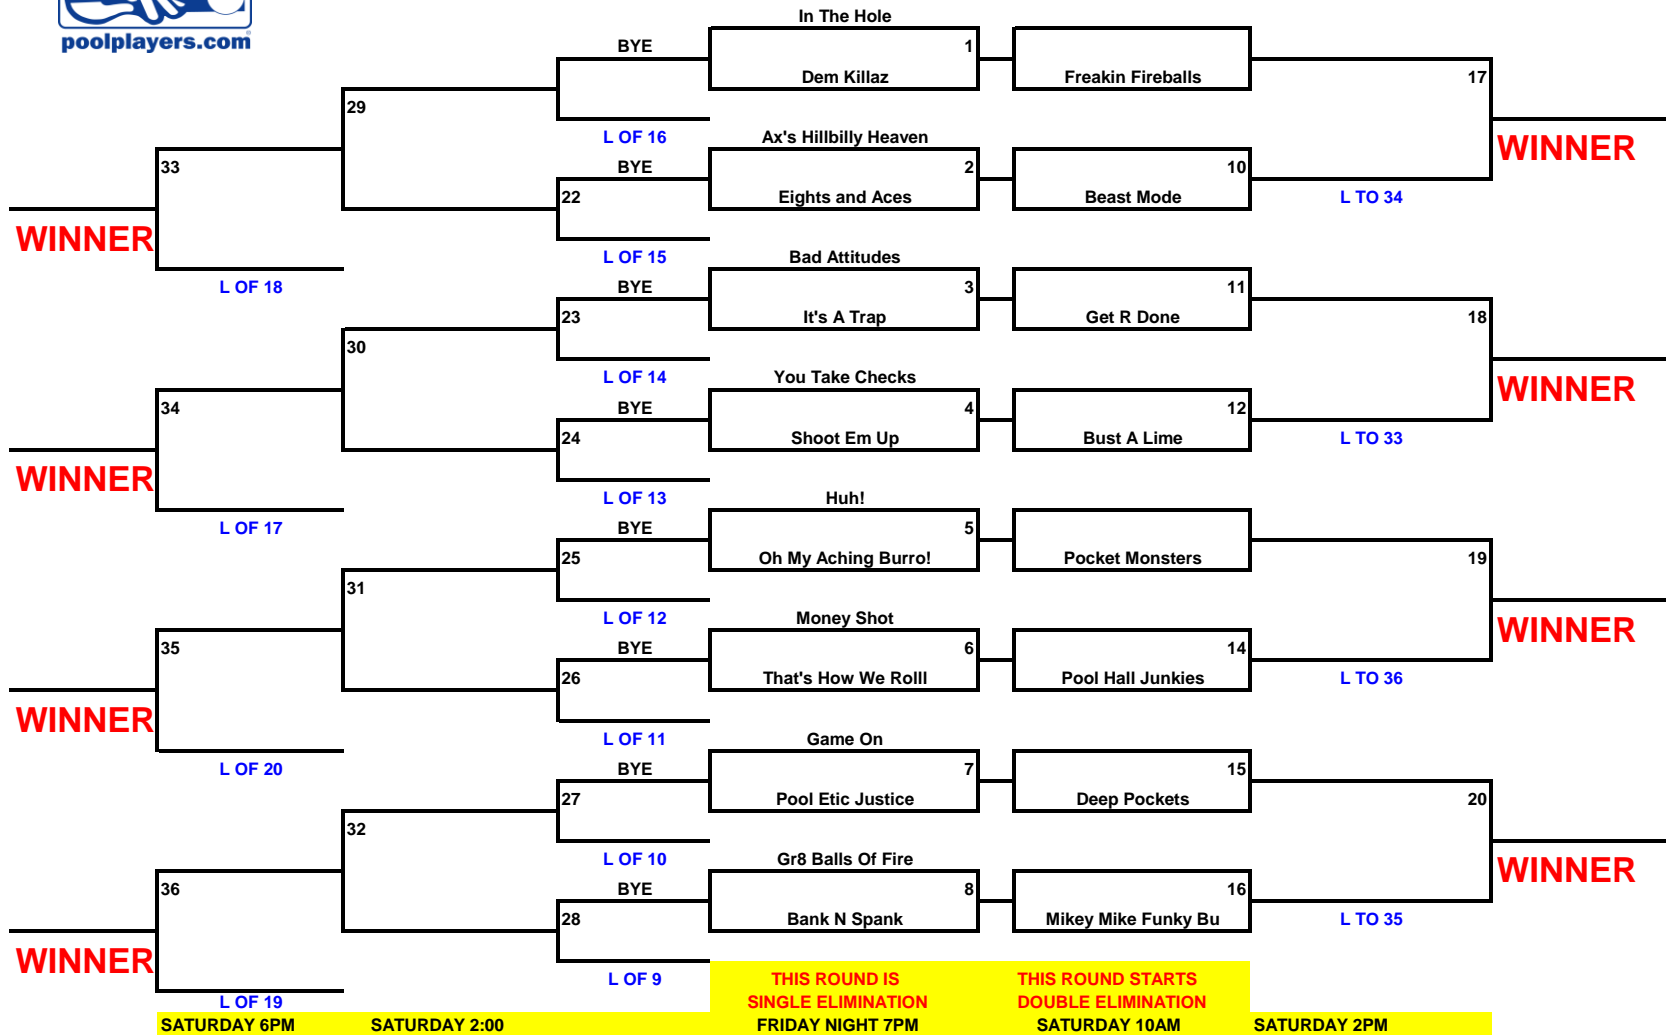 In The Hole
poolplayers.com
BYE
1
Dem Killaz
Freakin Fireballs
17
29
L OF 16
Ax's Hillbilly Heaven
WINNER
33
BYE
2
10
22
Eights and Aces
Beast Mode
L TO 34
WINNER
L OF 15
Bad Attitudes
L OF 18
BYE
3
11
23
It's A Trap
Get R Done
18
30
L OF 14
You Take Checks
WINNER
34
BYE
4
12
24
Shoot Em Up
Bust A Lime
L TO 33
WINNER
L OF 13
Huh!
L OF 17
BYE
5
25
Oh My Aching Burro!
Pocket Monsters
19
31
L OF 12
Money Shot
WINNER
35
BYE
6
14
26
That's How We Rolll
Pool Hall Junkies
L TO 36
WINNER
L OF 11
Game On
L OF 20
BYE
7
15
27
Pool Etic Justice
Deep Pockets
20
32
L OF 10
Gr8 Balls Of Fire
WINNER
36
BYE
8
16
28
Bank N Spank
Mikey Mike Funky Bu
L TO 35
WINNER
L OF 9
THIS ROUND IS
THIS ROUND STARTS
L OF 19
SINGLE ELIMINATION
DOUBLE ELIMINATION
SATURDAY 6PM
SATURDAY 2:00
FRIDAY NIGHT 7PM
SATURDAY 10AM
SATURDAY 2PM